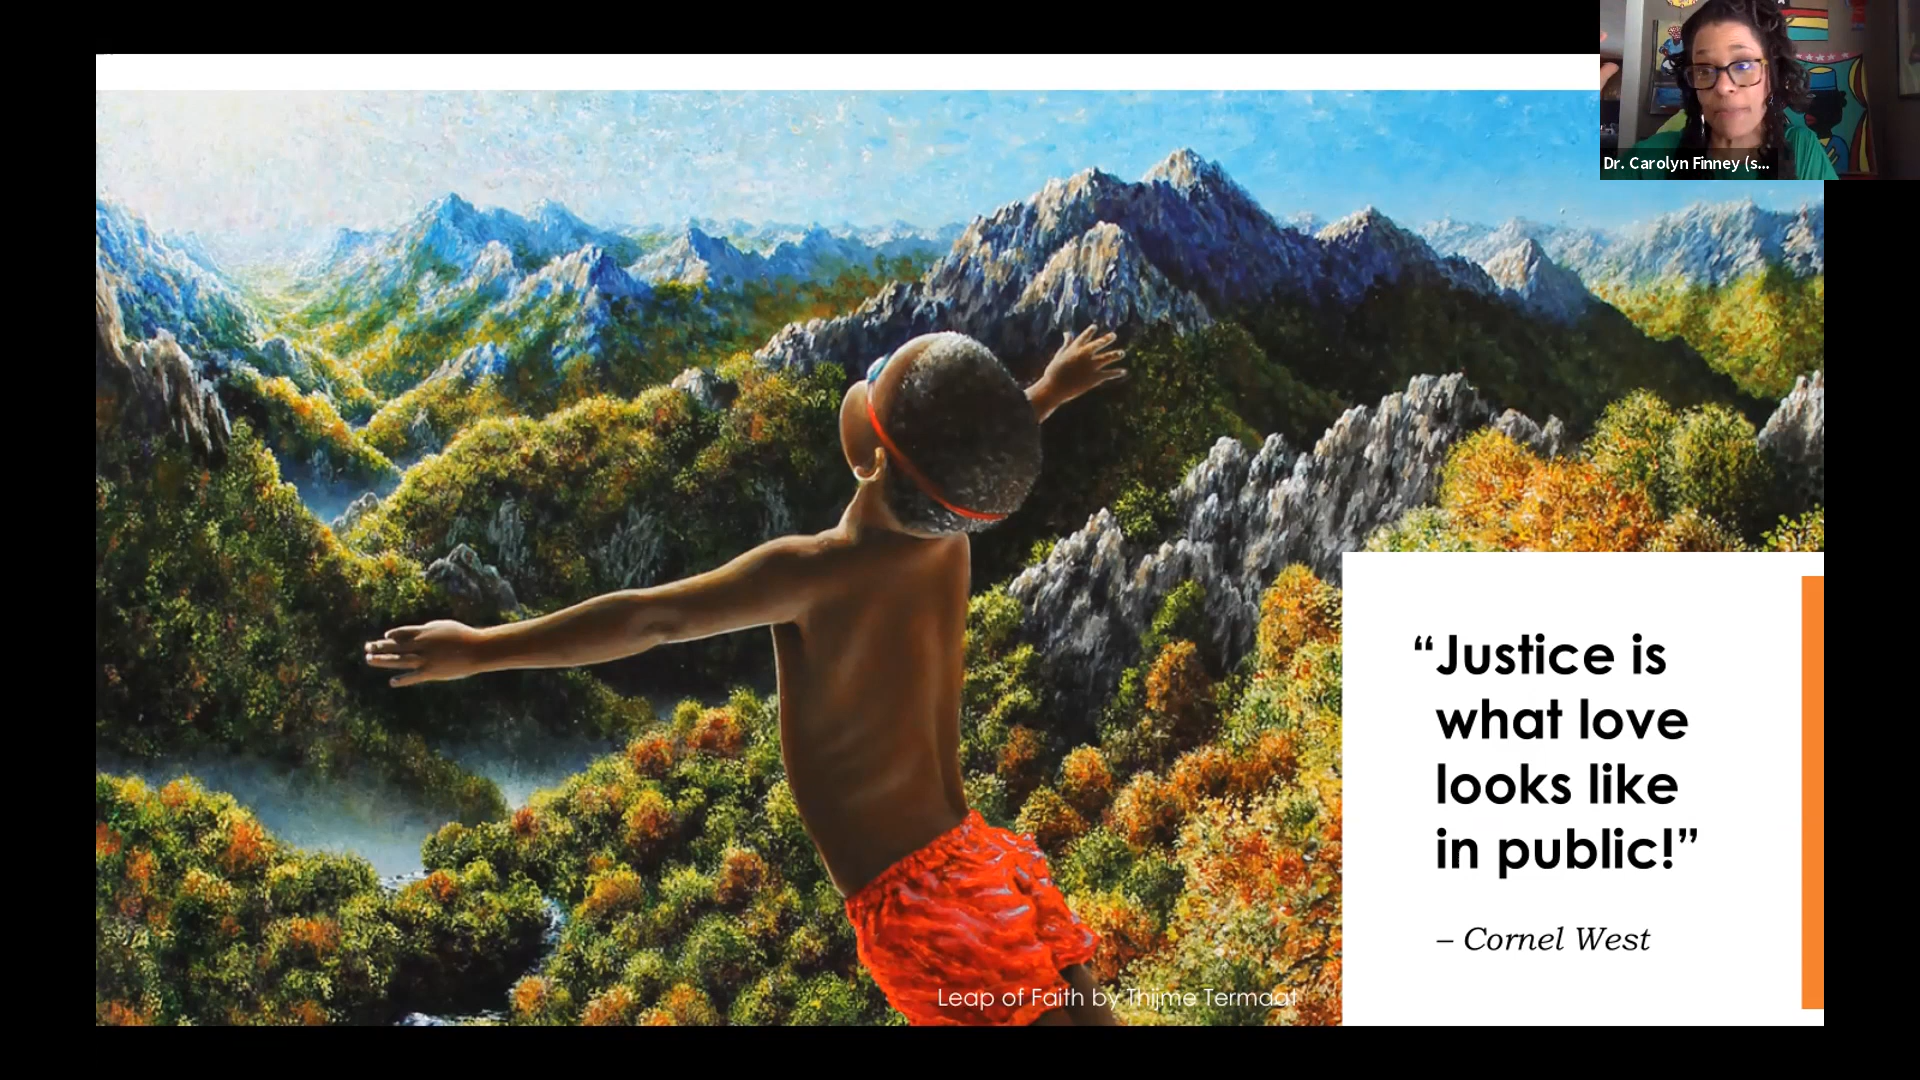 Dr. Carolyn Finney (s...
“Justice is
what love
looks like
in public!”
– Cornel West
Leap of Faith by Thijme Termaat